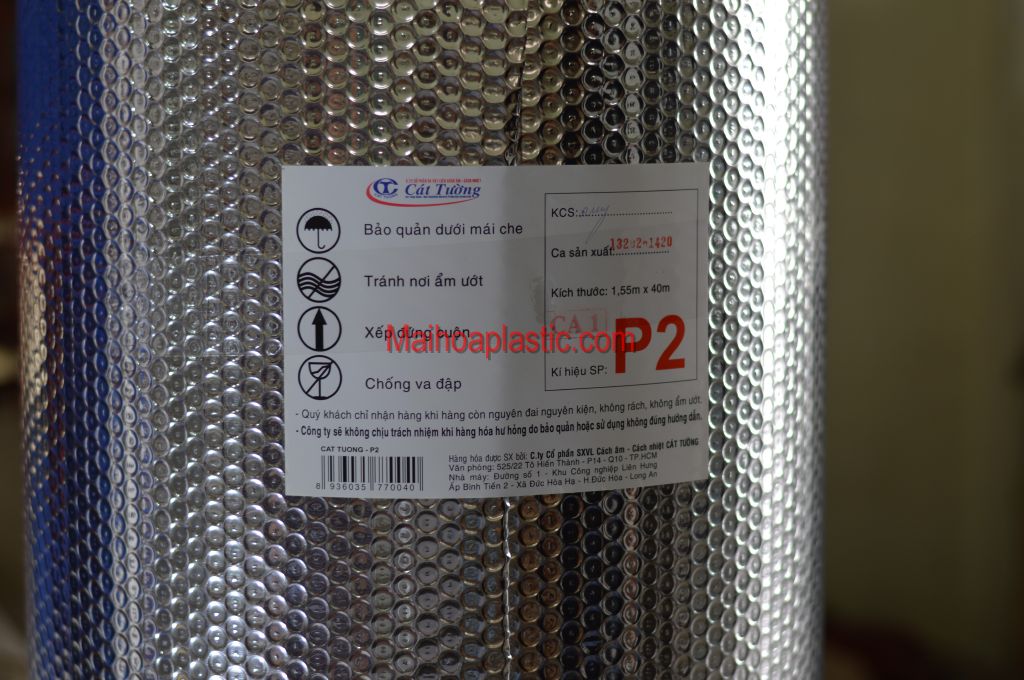 Cát Tường
Bảo quản dưới mái che
Tránh nơi ẩm ướt
Xếp đứng cuộn
Chống va đập
KCS:
Ca sản xuất:
Kích thước: 1,55m x 40m
CA 1
Kí hiệu SP: P2
Maihoaplastic.com
- Quý khách chỉ nhận hàng khi hàng còn nguyên đai nguyên kiện, không rách, không ẩm ướt.
- Công ty sẽ không chịu trách nhiệm khi hàng hóa hư hỏng do bảo quản hoặc sử dụng không đúng hướng dẫn.
CAT TUONG - P2
8 936035 770040
Hàng hóa được SX bởi: C.ty Cổ phần SXVL Cách âm - Cách nhiệt CÁT TƯỜNG
Văn phòng: 525/22 Tô Hiến Thành - P14 - Q10 - TP.HCM
Nhà máy: Đường số 1 - Khu Công nghiệp Liên Hưng
Ấp Bình Tiền 2 - Xã Đức Hòa Hạ - H.Đức Hòa - Long An